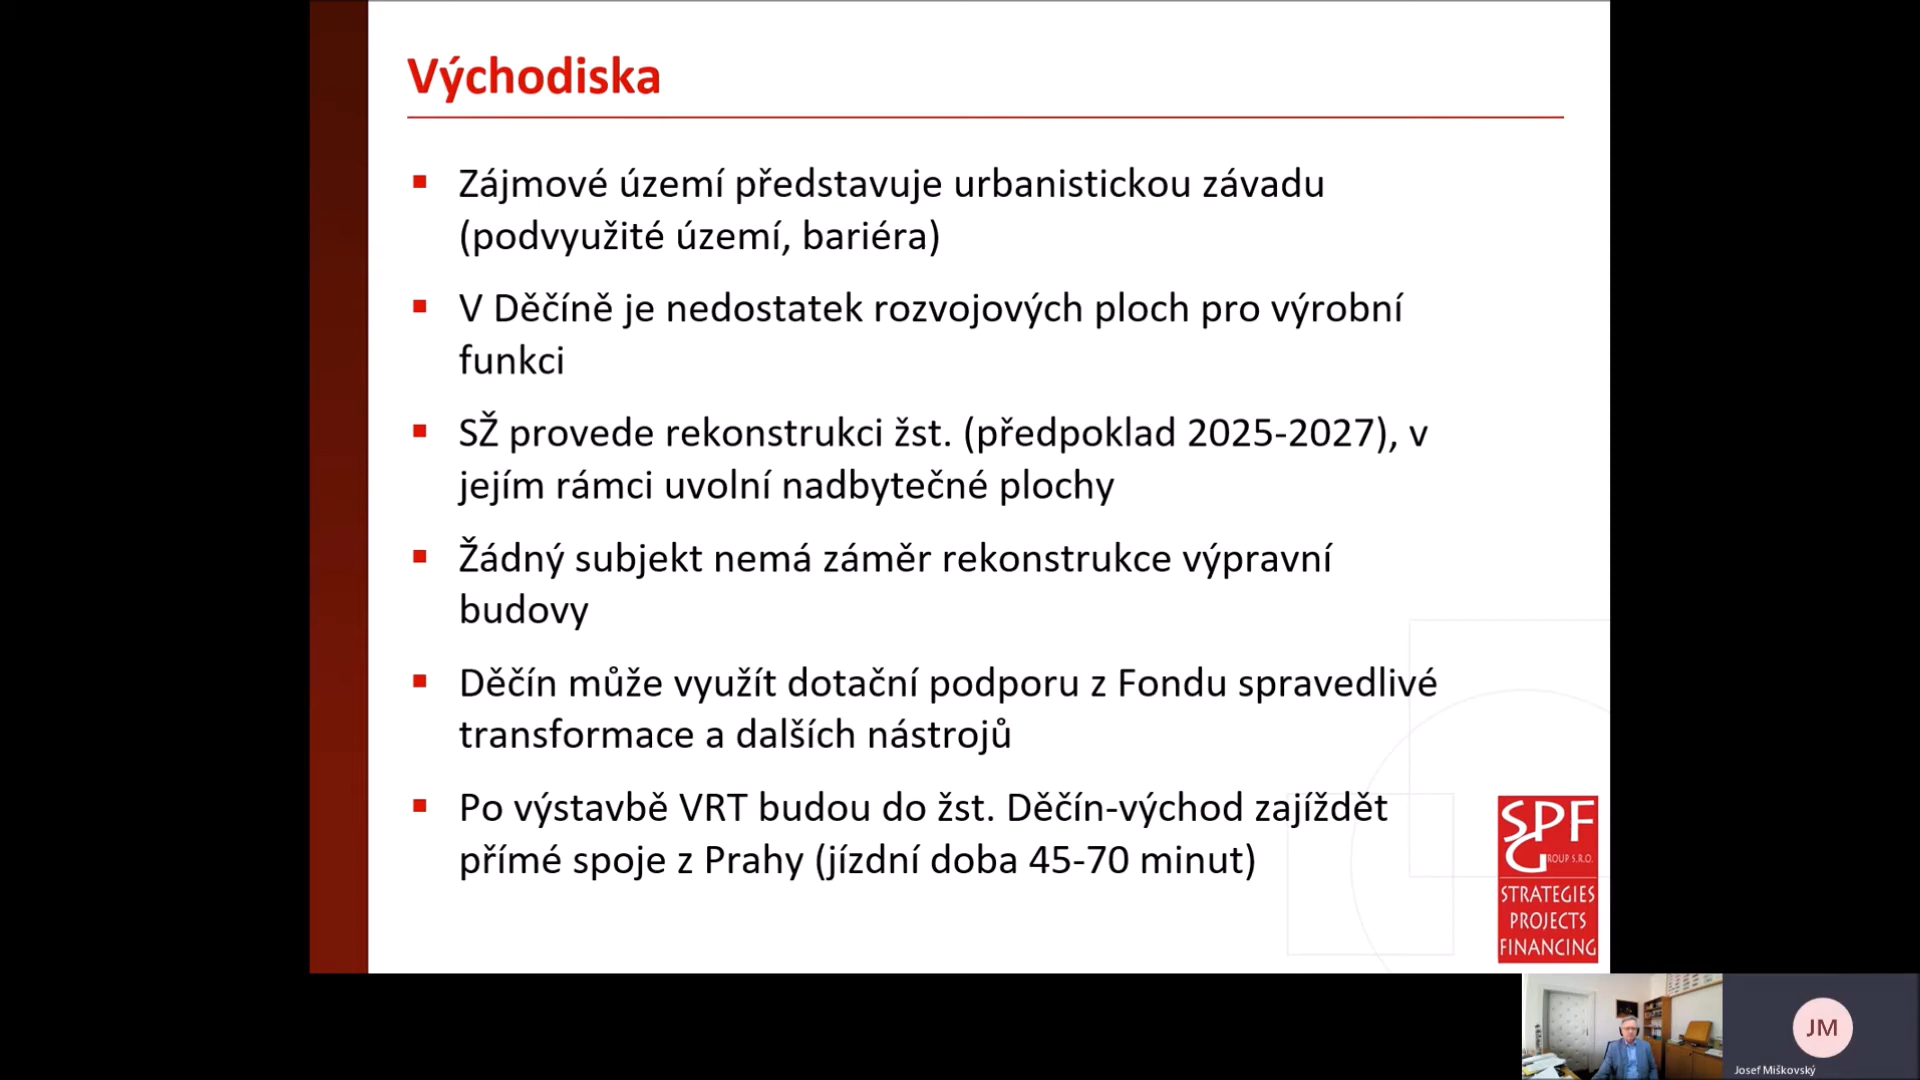 Východiska
Zájmové území představuje urbanistickou závadu
(podvyužité území, bariéra)
V Děčíně je nedostatek rozvojových ploch pro výrobní
funkci
SŽ provede rekonstrukci žst. (předpoklad 2025-2027), v
jejím rámci uvolní nadbytečné plochy
Žádný subjekt nemá záměr rekonstrukce výpravní
budovy
Děčín může využít dotační podporu z Fondu spravedlivé
transformace a dalších nástrojů
Po výstavbě VRT budou do žst. Děčín-východ zajíždět
přímé spoje z Prahy (jízdní doba 45-70 minut)
SPF
GROUP S.R.O.
STRATEGIES
PROJECTS
FINANCING
JM
Josef Miškovský